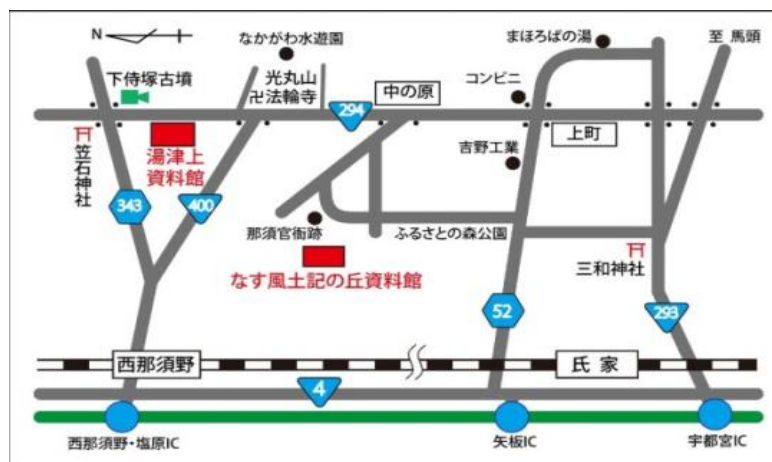 N
なかがわ水遊園
まほろばの湯
至 馬頭
下侍塚古墳
光丸山
卍法輪寺
中の原
コンビニ
294
上町
笠石神社
湯津上
資料館
吉野工業
343
400
那須官衙跡
ふるさとの森公園
なす風土記の丘資料館
三和神社
52
293
西那須野
氏家
4
西那須野・塩原IC
矢板IC
宇都宮IC